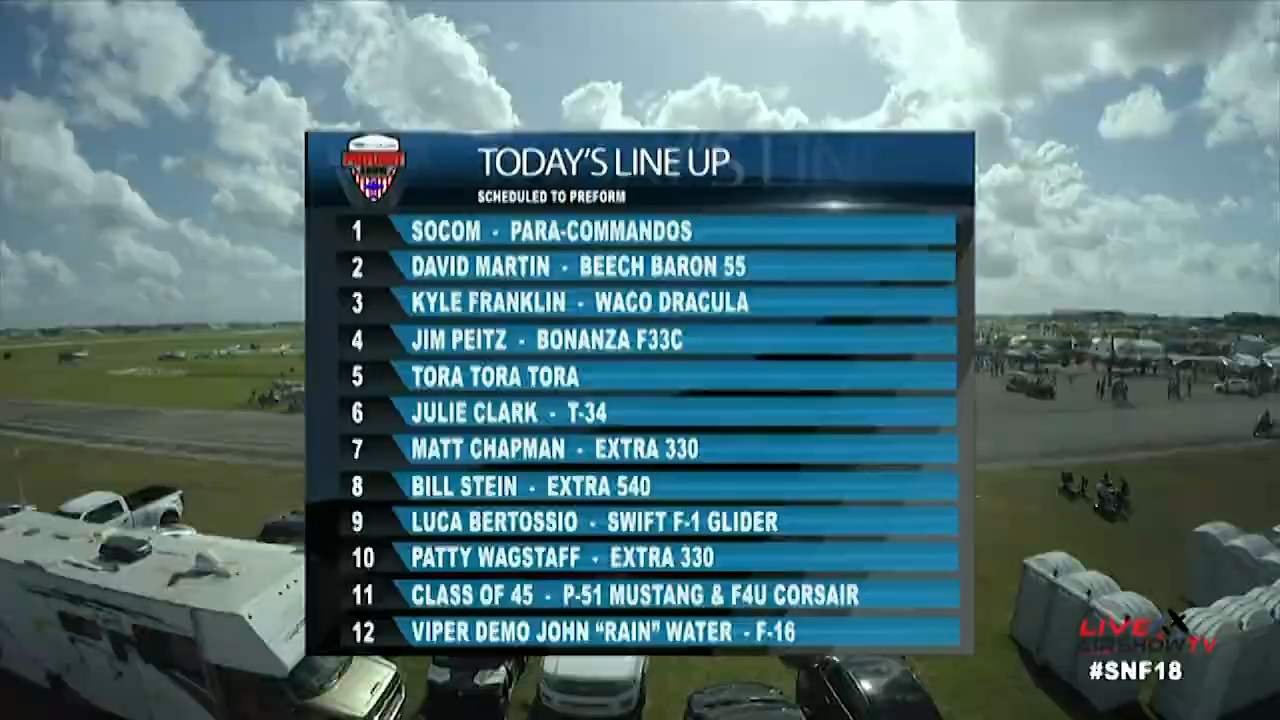 TODAY'S LINE UP
SCHEDULED TO PREFORM
1 SOCOM - PARA-COMMANDOS
2 DAVID MARTIN - BEECH BARON 55
3 KYLE FRANKLIN - WACO DRACULA
4 JIM PEITZ - BONANZA F33C
5 TORA TORA TORA
6 JULIE CLARK - T-34
7 MATT CHAPMAN - EXTRA 330
8 BILL STEIN - EXTRA 540
9 LUCA BERTOSSIO - SWIFT F-1 GLIDER
10 PATTY WAGSTAFF - EXTRA 330
11 CLASS OF 45 - P-51 MUSTANG & F4U CORSAIR
12 VIPER DEMO JOHN “RAIN” WATER - F-16
LIVE
AIRSHOWTV
#SNF18